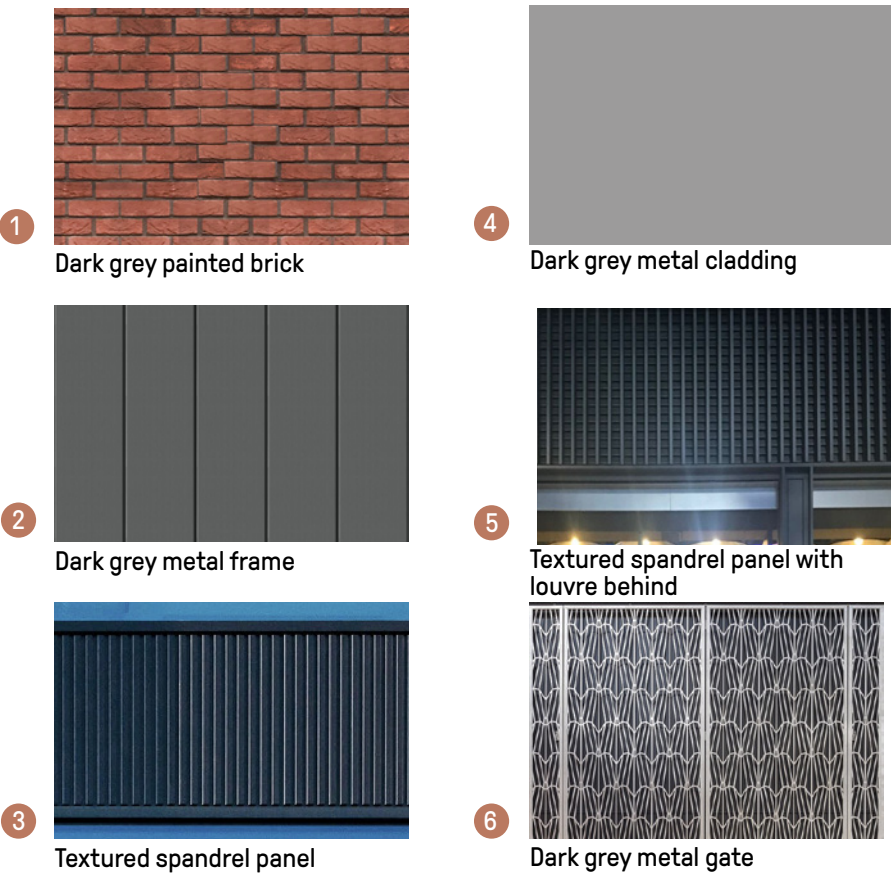 1
Dark grey painted brick
2
Dark grey metal frame
3
Textured spandrel panel
4
Dark grey metal cladding
5
Textured spandrel panel with
louvre behind
6
Dark grey metal gate